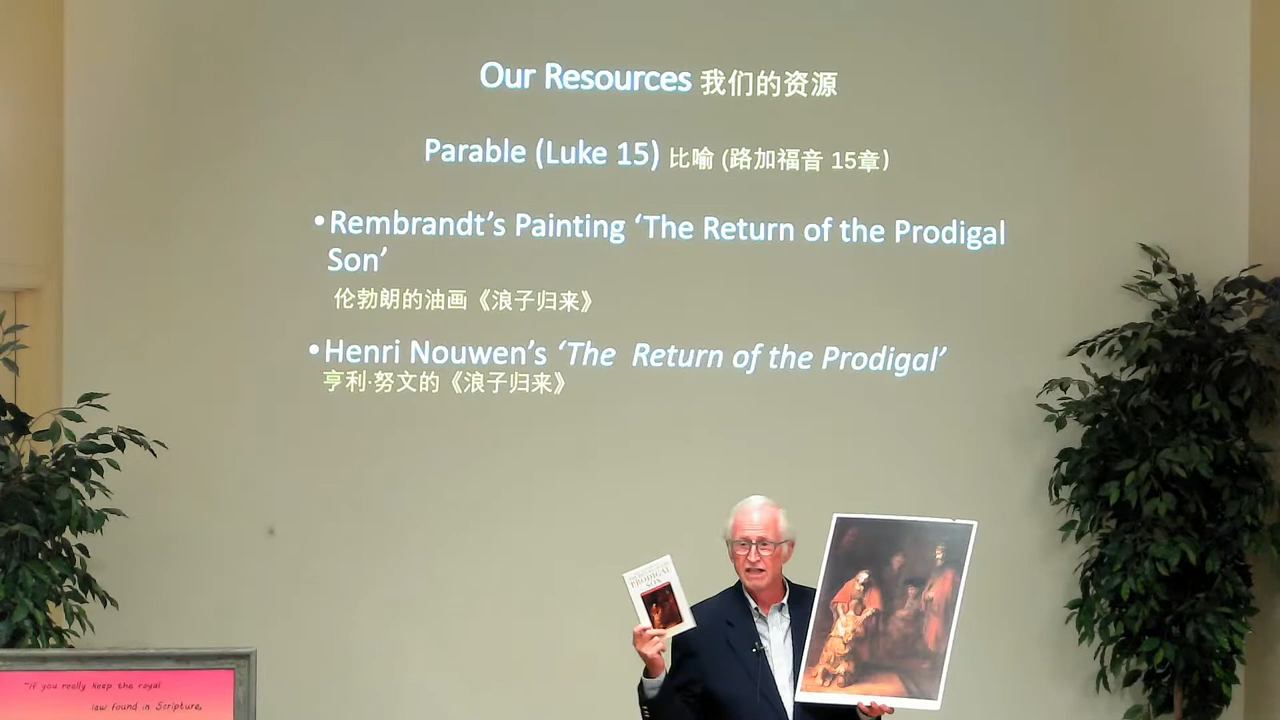 Our Resources 我们的资源
Parable (Luke 15) 比喻 (路加福音 15章)
•Rembrandt's Painting ‘The Return of the Prodigal
Son’
伦勃朗的油画《浪子归来》
•Henri Nouwen's ‘The Return of the Prodigal’
亨利·努文的《浪子归来》
PRODIGAL
SON
"If you really keep the royal
law found in Scripture,